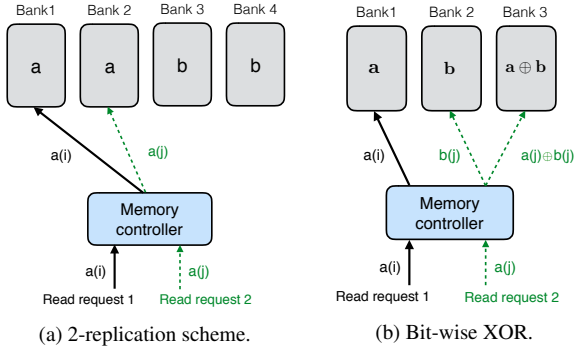 Bank1 Bank 2 Bank 3 Bank 4
a a b b
a(i) a(j)
Memory
controller
a(i) a(j)
Read request 1 Read request 2
(a) 2-replication scheme.
Bank1 Bank 2 Bank 3
a b a ⊕ b
a(i) b(j) a(j)⊕b(j)
Memory
controller
a(i) a(j)
Read request 1 Read request 2
(b) Bit-wise XOR.